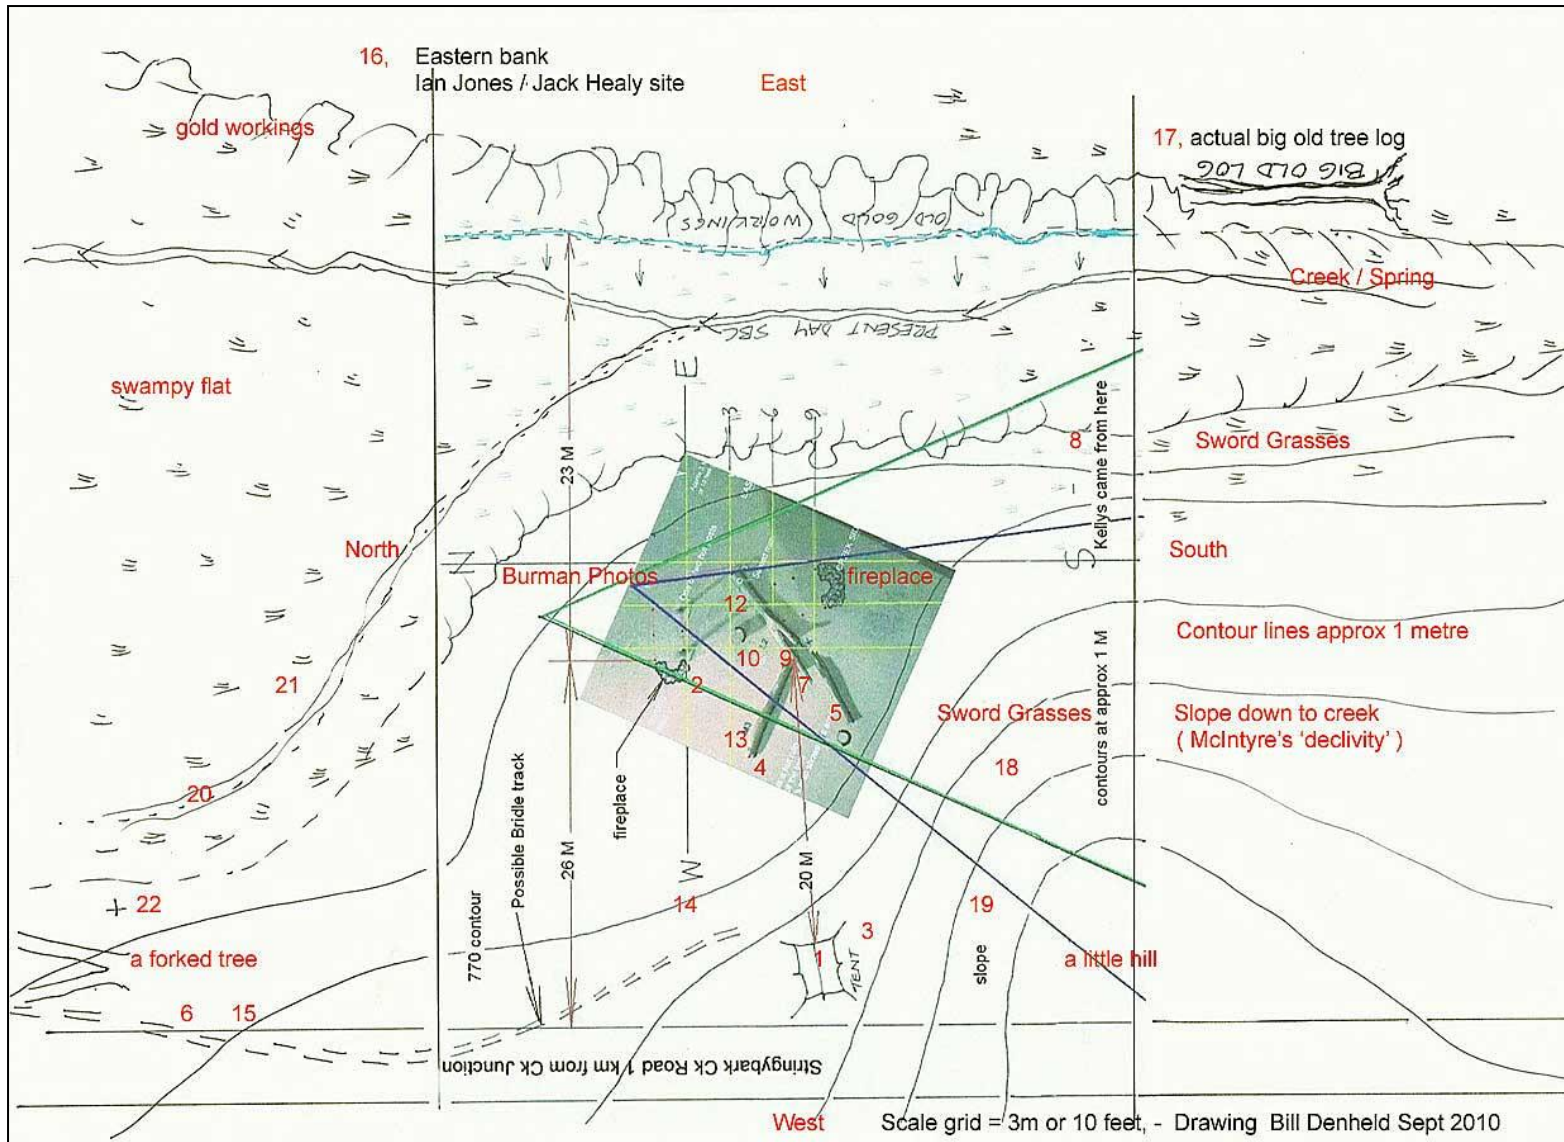 16, Eastern bank
Ian Jones / Jack Healy site
East
gold workings
17, actual big old tree log
BIG OLD LOG
OLD GOLD WORKINGS
Creek / Spring
PRESENT DAY SBC
swampy flat
E
3
6
9
8
Sword Grasses
23 M
Kellys came from here
North
N
Burman Photos
fireplace
S
South
12
Contour lines approx 1 metre
10
9
7
2
21
5
Sword Grasses
Slope down to creek
( McIntyre's 'declivity' )
13
4
18
contours at approx 1 M
20
fireplace
Possible Bridle track
26 M
W
20 M
22
14
19
3
770 contour
a forked tree
1
TENT
slope
a little hill
6
15
Stringybark Ck Road 1 km from Ck Junction
West
Scale grid = 3m or 10 feet, - Drawing Bill Denheld Sept 2010